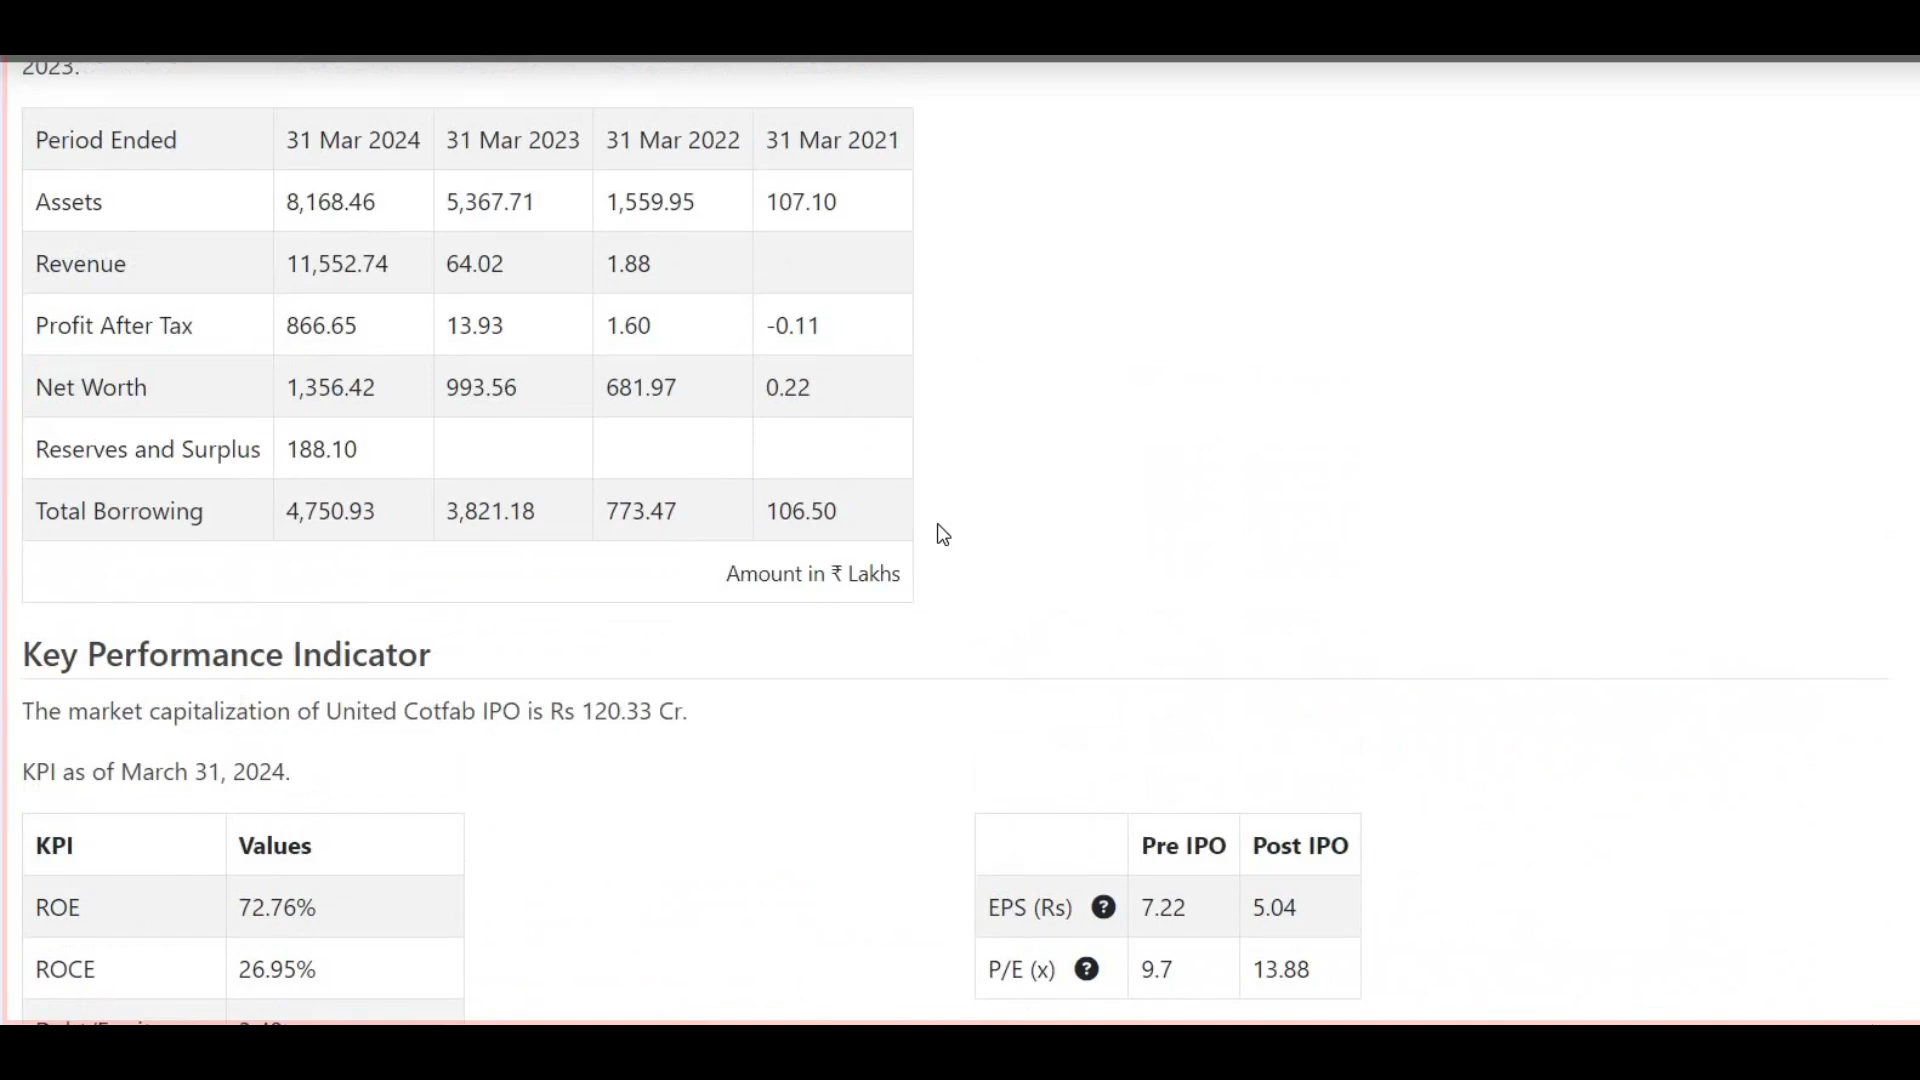 2023.
Period Ended 31 Mar 2024 31 Mar 2023 31 Mar 2022 31 Mar 2021
Assets 8,168.46 5,367.71 1,559.95 107.10
Revenue 11,552.74 64.02 1.88
Profit After Tax 866.65 13.93 1.60 -0.11
Net Worth 1,356.42 993.56 681.97 0.22
Reserves and Surplus 188.10
Total Borrowing 4,750.93 3,821.18 773.47 106.50
Amount in ₹ Lakhs
Key Performance Indicator
The market capitalization of United Cotfab IPO is Rs 120.33 Cr.
KPI as of March 31, 2024.
KPI Values
ROE 72.76%
ROCE 26.95%
Pre IPO Post IPO
EPS (Rs) ? 7.22 5.04
P/E (x) ? 9.7 13.88